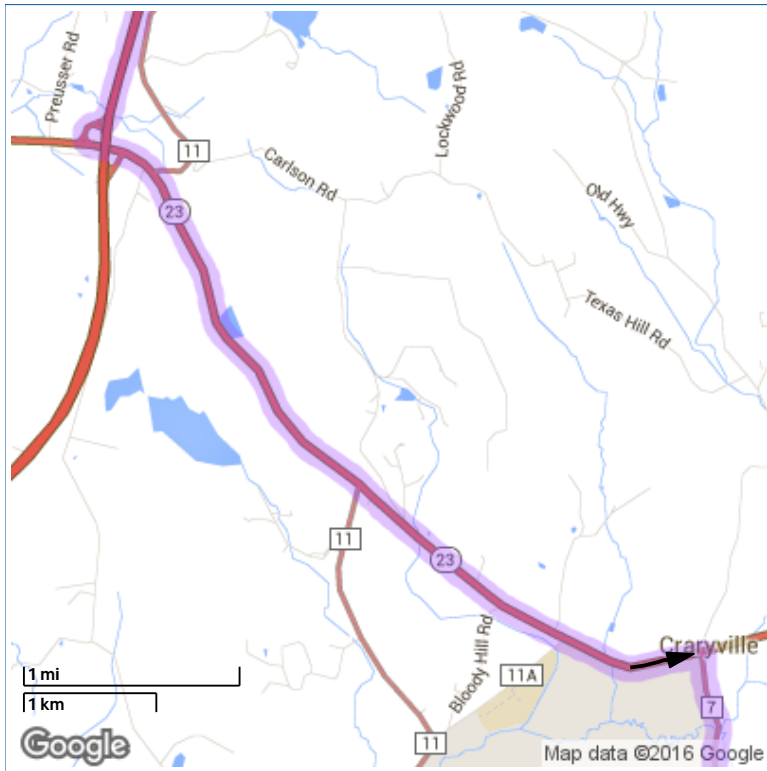 Preusser Rd
Lockwood Rd
11
Carlson Rd
23
Old Hwy
Texas Hill Rd
11
23
Craryville
Bloody Hill Rd
11A
1 mi
1 km
7
11
Google
Map data ©2016 Google